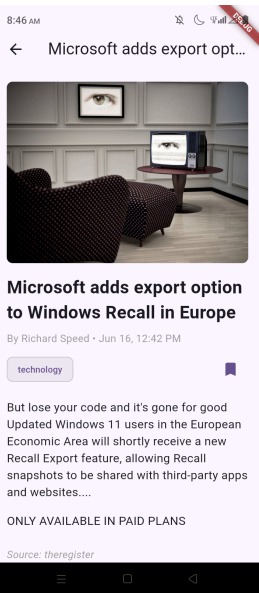 8:46 AM
DEBUG
Microsoft adds export opt...
Microsoft adds export option
to Windows Recall in Europe
By Richard Speed • Jun 16, 12:42 PM
technology
But lose your code and it's gone for good
Updated Windows 11 users in the European
Economic Area will shortly receive a new
Recall Export feature, allowing Recall
snapshots to be shared with third-party apps
and websites....
ONLY AVAILABLE IN PAID PLANS
Source: theregister